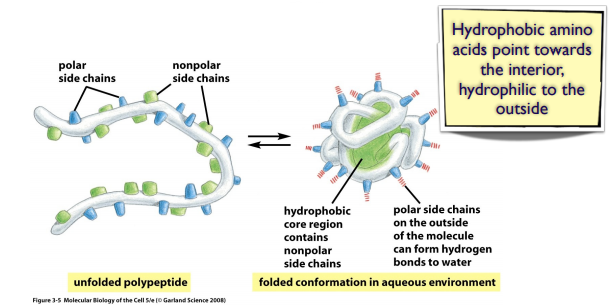 Hydrophobic amino
acids point towards
the interior,
hydrophilic to the
outside
polar
side chains
nonpolar
side chains
hydrophobic
core region
contains
nonpolar
side chains
polar side chains
on the outside
of the molecule
can form hydrogen
bonds to water
unfolded polypeptide
folded conformation in aqueous environment
Figure 3-5 Molecular Biology of the Cell 5/e (© Garland Science 2008)